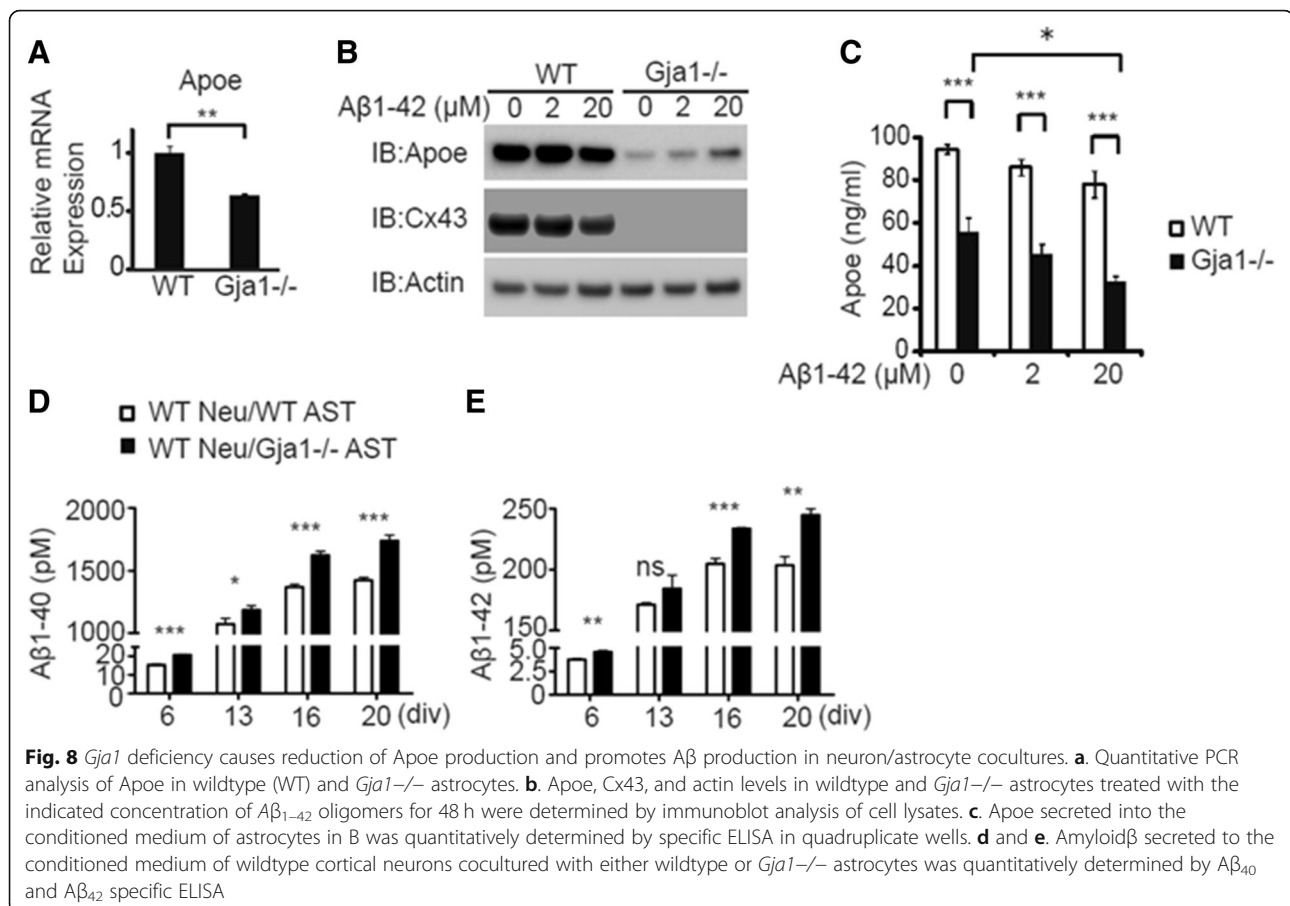 A
Apoe
**
Relative mRNA
Expression
1
0.5
0
WT Gja1-/-
B
WT Gja1-/-
Aβ1-42 (μM) 0 2 20 0 2 20
IB:Apoe
IB:Cx43
IB:Actin
C
*
*** *** ***
Apoe (ng/ml)
100
80
60
40
20
0
WT
Gja1-/-
Aβ1-42 (μM) 0 2 20
D
WT Neu/WT AST
WT Neu/Gja1-/- AST
Aβ1-40 (pM)
2000
1500
1000
20
10
0
*** * *** ***
6 13 16 20 (div)
E
Aβ1-42 (pM)
250
200
150
5.0
2.5
0
** ns *** **
6 13 16 20 (div)
Fig. 8 Gja1 deficiency causes reduction of Apoe production and promotes Aβ production in neuron/astrocyte cocultures. a. Quantitative PCR
analysis of Apoe in wildtype (WT) and Gja1−/− astrocytes. b. Apoe, Cx43, and actin levels in wildtype and Gja1−/− astrocytes treated with the
indicated concentration of Aβ1–42 oligomers for 48 h were determined by immunoblot analysis of cell lysates. c. Apoe secreted into the
conditioned medium of astrocytes in B was quantitatively determined by specific ELISA in quadruplicate wells. d and e. Amyloidβ secreted to the
conditioned medium of wildtype cortical neurons cocultured with either wildtype or Gja1−/− astrocytes was quantitatively determined by Aβ40
and Aβ42 specific ELISA